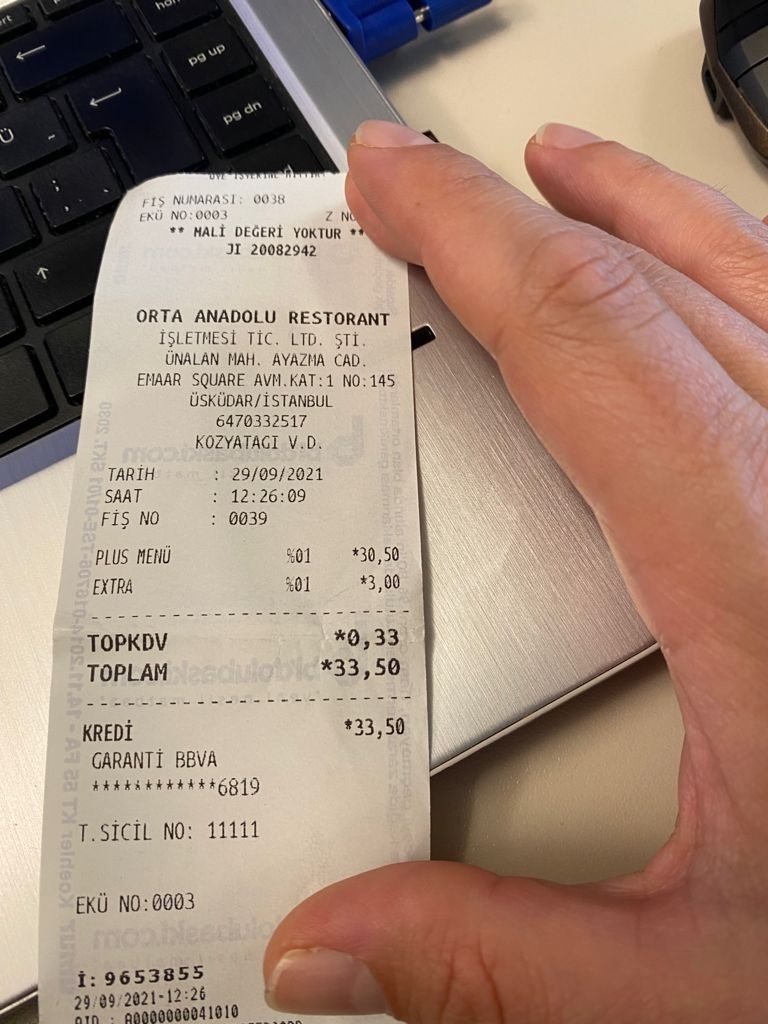 pg up
pg dn
Ü
FİŞ NUMARASI: 0038
EKÜ NO:0003 Z NO
** MALİ DEĞERİ YOKTUR **
JI 20082942
ORTA ANADOLU RESTORANT
İŞLETMESİ TİC. LTD. ŞTİ.
ÜNALAN MAH. AYAZMA CAD.
EMAAR SQUARE AVM.KAT:1 NO:145
ÜSKÜDAR/İSTANBUL
6470332517
KOZYATAGI V.D.
TARİH : 29/09/2021
SAAT : 12:26:09
FİŞ NO : 0039
PLUS MENÜ %01 *30,50
EXTRA %01 *3,00
TOPKDV *0,33
TOPLAM *33,50
KREDİ *33,50
GARANTİ BBVA
************6819
T.SİCİL NO: 11111
EKÜ NO:0003
İ: 9653855
29/09/2021-12:26
AID : A0000000041010